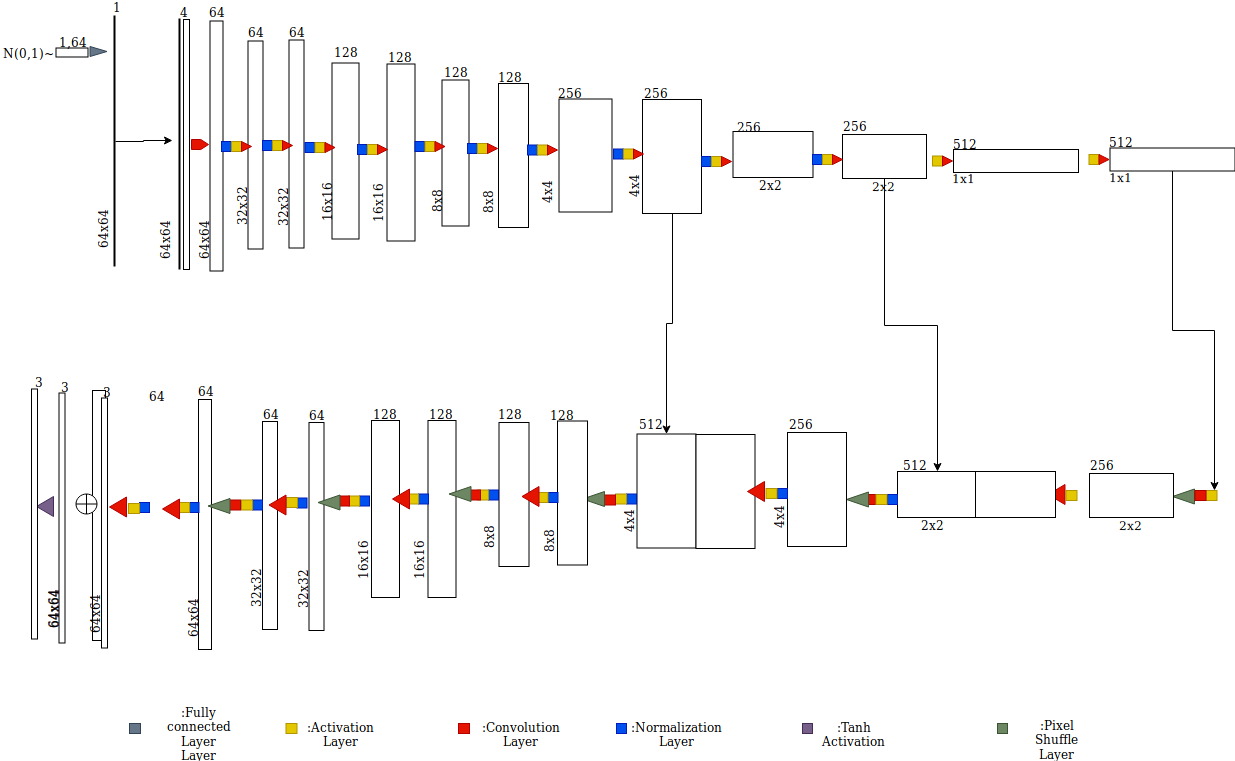 1
4
64
64
64
128
128
128
128
256
256
256
256
512
512
N(0,1)~
1,64
64x64
64x64
64x64
32x32
32x32
16x16
16x16
8x8
8x8
4x4
4x4
2x2
2x2
1x1
1x1
3
3
3
64
64
64
64
128
128
128
128
512
256
512
256
64x64
64x64
64x64
32x32
32x32
16x16
16x16
8x8
8x8
4x4
4x4
2x2
2x2
:Fully
connected
Layer
Layer
:Activation
Layer
:Convolution
Layer
:Normalization
Layer
:Tanh
Activation
:Pixel
Shuffle
Layer